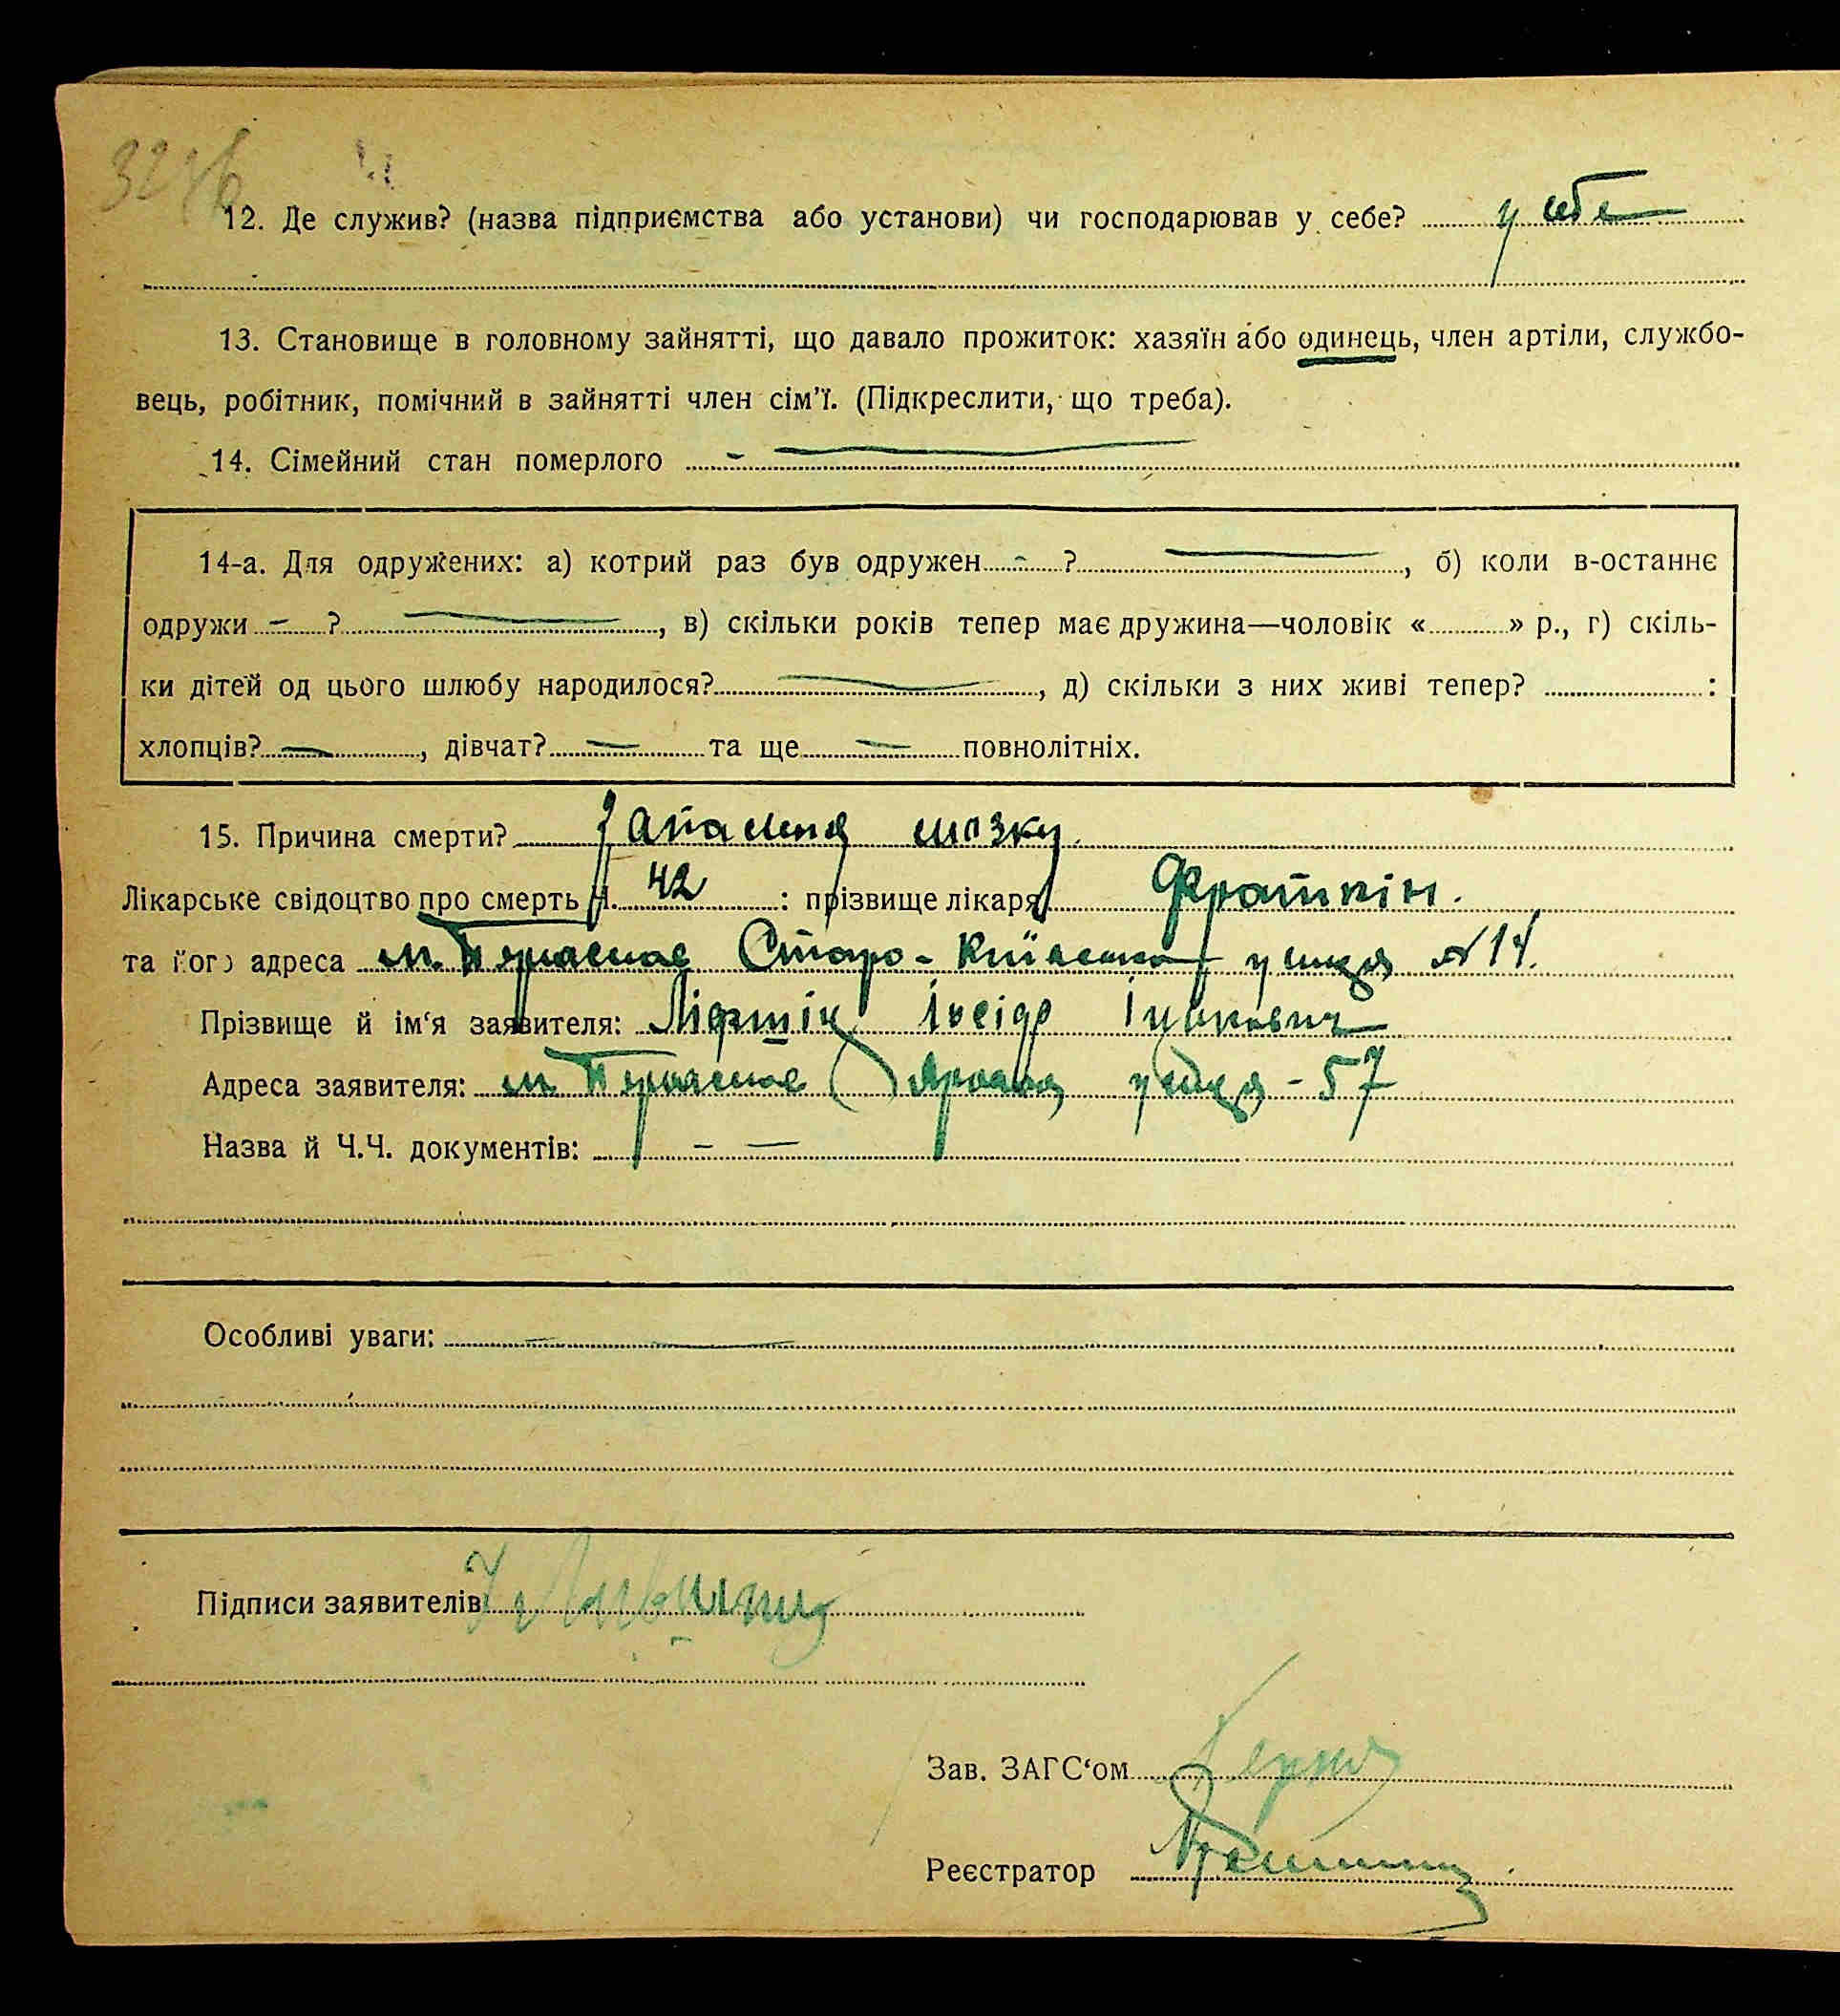 12. Де служив? (назва підприємства або установи) чи господарював у себе? у себе
13. Становище в головному зайнятті, що давало прожиток: хазяїн або одинець, член артіли, службо-
вець, робітник, помічний в зайнятті член сім’ї. (Підкреслити, що треба).
14. Сімейний стан померлого —
14-а. Для одружених: а) котрий раз був одружен - ? —, б) коли в-останнє
одружи - ? —, в) скільки років тепер має дружина—чоловік « » р., г) скіль-
ки дітей од цього шлюбу народилося? —, д) скільки з них живі тепер? :
хлопців? —, дівчат? — та ще — повнолітніх.
15. Причина смерти? Запалення мозку.
Лікарське свідоцтво про смерть Н. 42 : прізвище лікаря
та його адреса м. Старо-Київська улиця №14.
Прізвище й ім‘я заявителя:
Адреса заявителя: м. улиця - 57
Назва й Ч.Ч. документів: - —
Особливі уваги: - —
Підписи заявителів
Зав. ЗАГС‘ом
Реєстратор